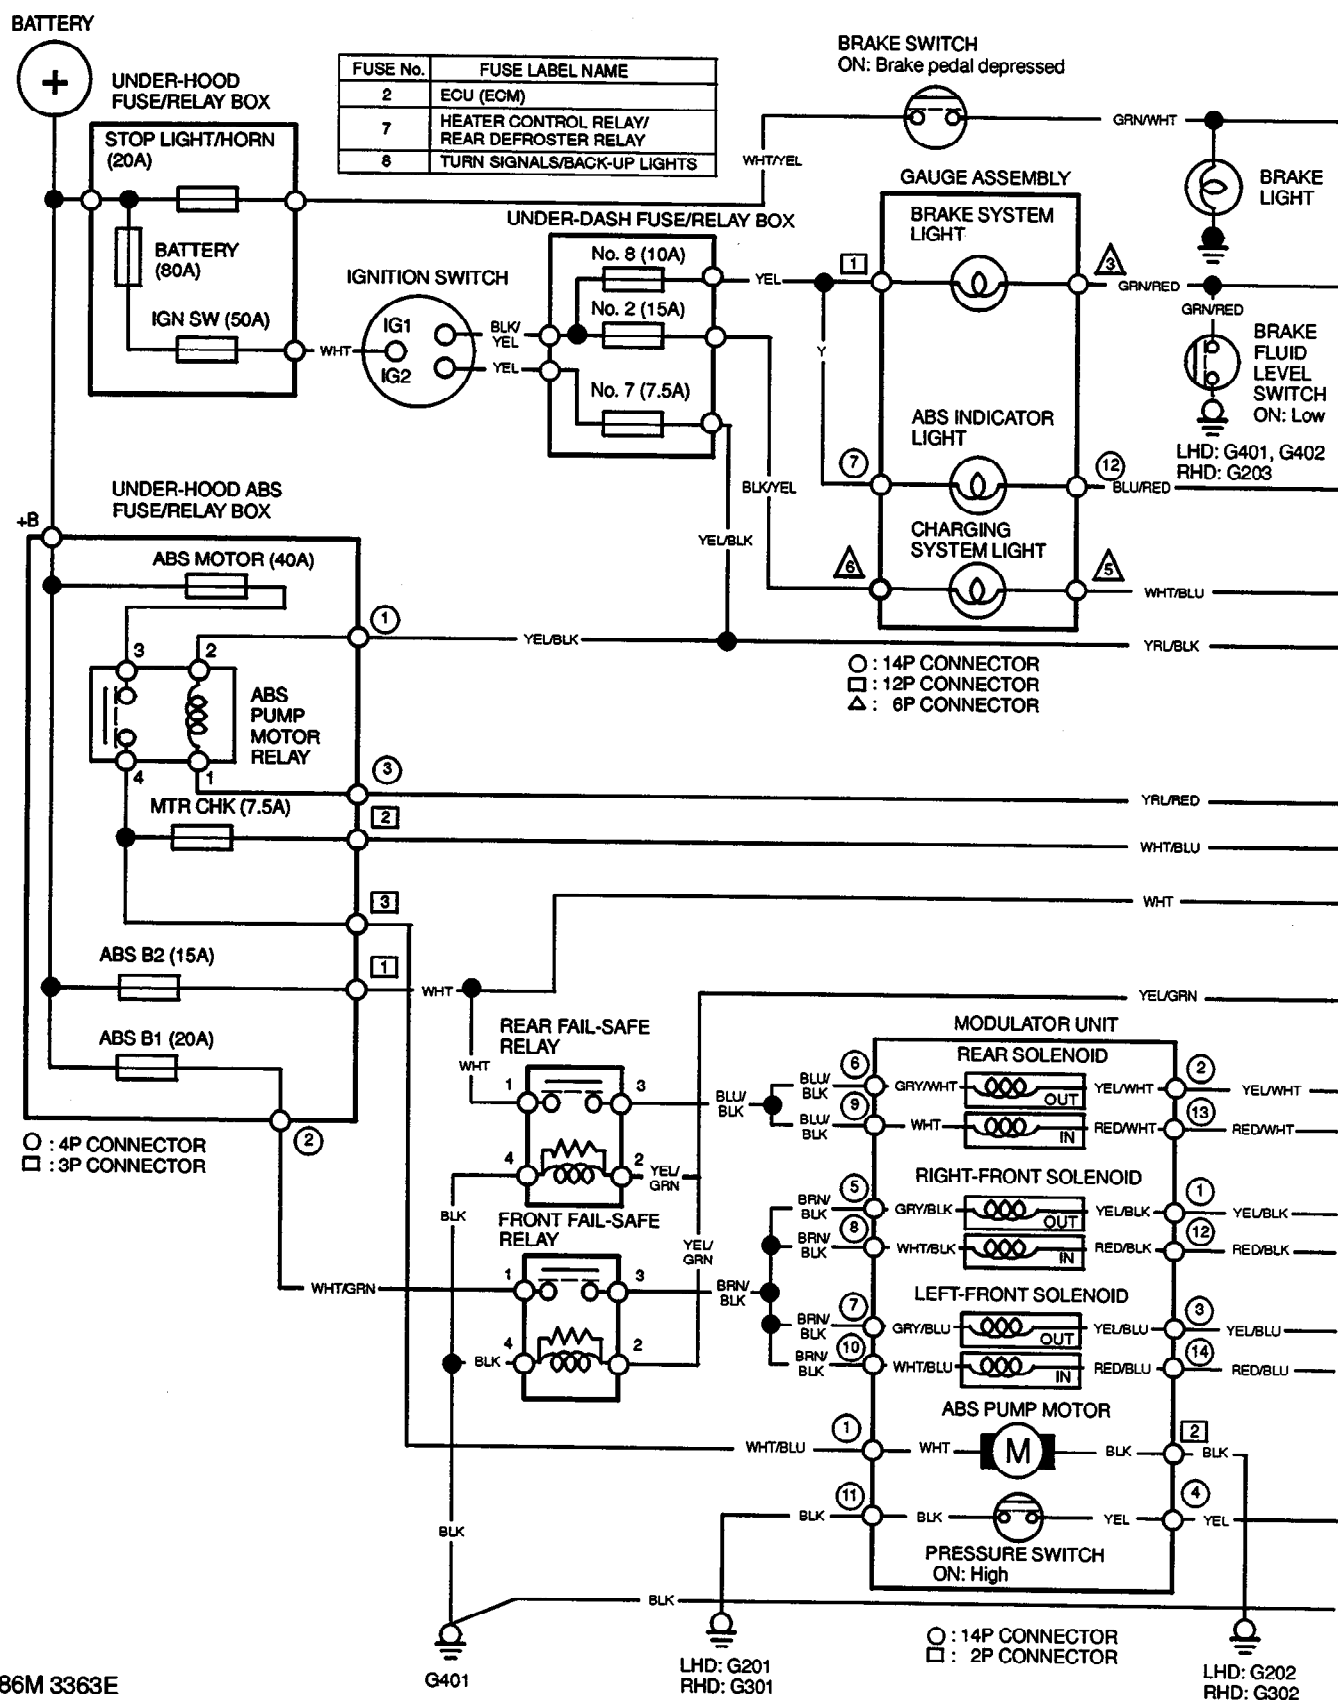 BATTERY
+
UNDER-HOOD
FUSE/RELAY BOX
STOP LIGHT/HORN
(20A)
BATTERY
(80A)
IGN SW (50A)
WHT
FUSE No. FUSE LABEL NAME
2 ECU (ECM)
7 HEATER CONTROL RELAY/
REAR DEFROSTER RELAY
8 TURN SIGNALS/BACK-UP LIGHTS
WHT/YEL
BRAKE SWITCH
ON: Brake pedal depressed
GRN/WHT
BRAKE
LIGHT
IGNITION SWITCH
IG1
IG2
BLK/
YEL
YEL
UNDER-DASH FUSE/RELAY BOX
No. 8 (10A)
No. 2 (15A)
No. 7 (7.5A)
YEL
Y
BLK/YEL
YEL/BLK
GAUGE ASSEMBLY
BRAKE SYSTEM
LIGHT
1
3
GRN/RED
GRN/RED
BRAKE
FLUID
LEVEL
SWITCH
ON: Low
LHD: G401, G402
RHD: G203
ABS INDICATOR
LIGHT
7
12
BLU/RED
CHARGING
SYSTEM LIGHT
6
5
WHT/BLU
YRL/BLK
: 14P CONNECTOR
: 12P CONNECTOR
: 6P CONNECTOR
UNDER-HOOD ABS
FUSE/RELAY BOX
+B
ABS MOTOR (40A)
1
YEL/BLK
3 2
ABS
PUMP
MOTOR
RELAY
4 1
3
YRL/RED
MTR CHK (7.5A)
2
WHT/BLU
3
WHT
ABS B2 (15A)
1
WHT
ABS B1 (20A)
2
: 4P CONNECTOR
: 3P CONNECTOR
YEL/GRN
WHT
REAR FAIL-SAFE
RELAY
1 3
4 2
BLU/
BLK
YEL/
GRN
BLK
FRONT FAIL-SAFE
RELAY
WHT/GRN
1 3
4 2
BLK
YEL/
GRN
BRN/
BLK
MODULATOR UNIT
REAR SOLENOID
BLU/
BLK
6
GRY/WHT
OUT
YEL/WHT
2
YEL/WHT
BLU/
BLK
9
WHT
IN
RED/WHT
13
RED/WHT
RIGHT-FRONT SOLENOID
BRN/
BLK
5
GRY/BLK
OUT
YEL/BLK
1
YEL/BLK
BRN/
BLK
8
WHT/BLK
IN
RED/BLK
12
RED/BLK
LEFT-FRONT SOLENOID
BRN/
BLK
7
GRY/BLU
OUT
YEL/BLU
3
YEL/BLU
BRN/
BLK
10
WHT/BLU
IN
RED/BLU
14
RED/BLU
ABS PUMP MOTOR
WHT/BLU
1
WHT
M
BLK
2
BLK
BLK
11
BLK
YEL
4
YEL
PRESSURE SWITCH
ON: High
BLK
BLK
: 14P CONNECTOR
: 2P CONNECTOR
G401
LHD: G201
RHD: G301
LHD: G202
RHD: G302
86M 3363E